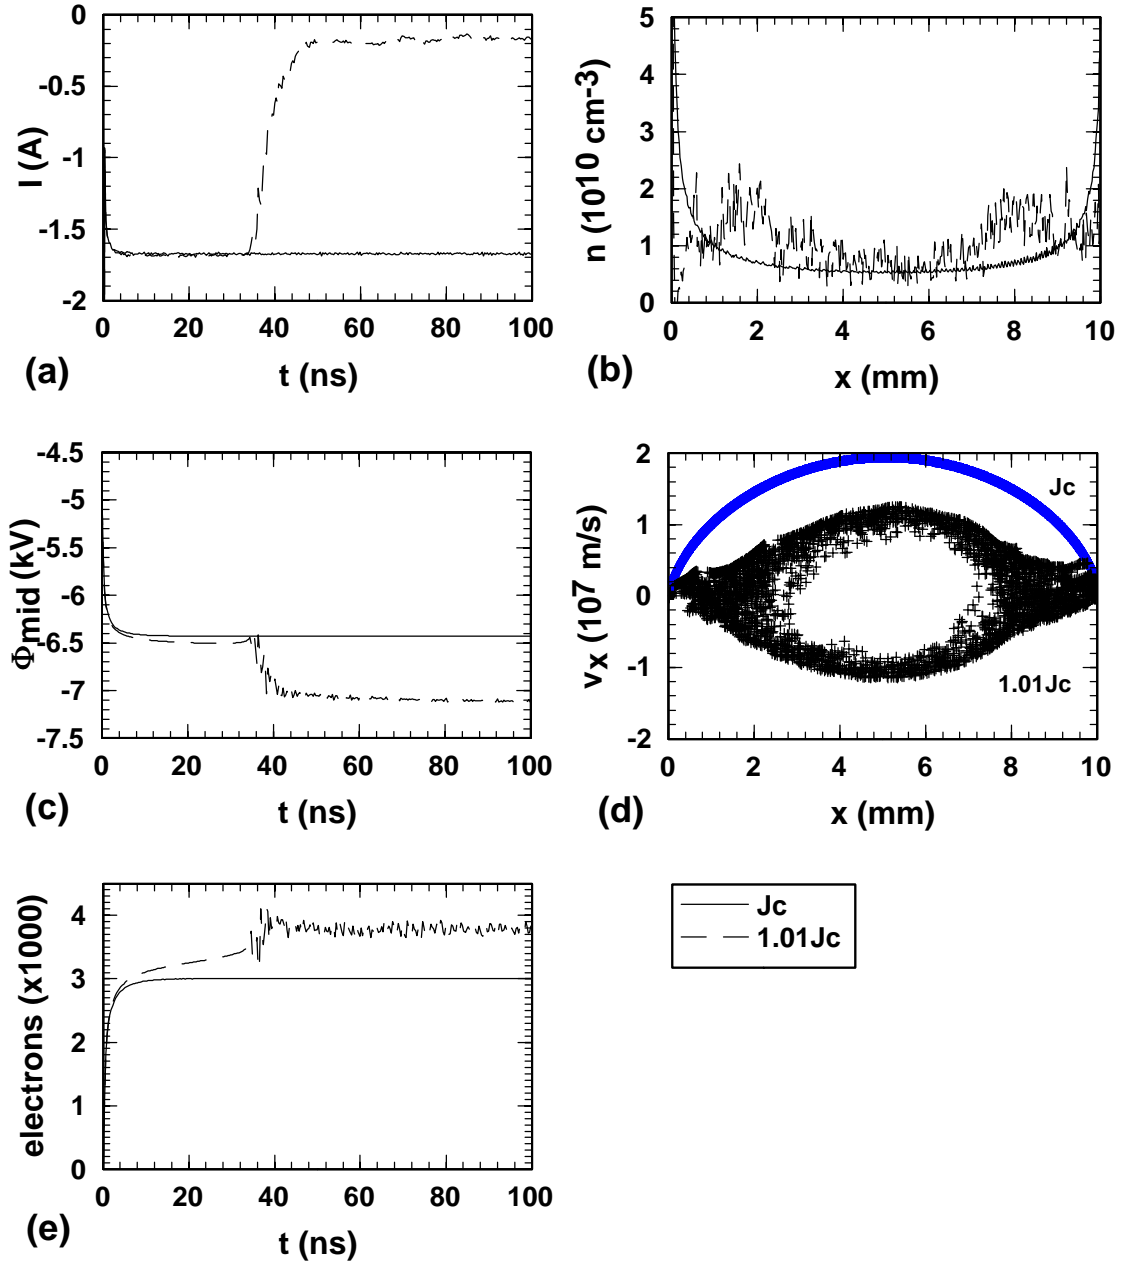 0
-0.5
-1
-1.5
-2
I (A)
0 20 40 60 80 100
t (ns)
(a)
5
4
3
2
1
0
n (1010 cm-3)
0 2 4 6 8 10
x (mm)
(b)
-4.5
-5
-5.5
-6
-6.5
-7
-7.5
Φmid (kV)
0 20 40 60 80 100
t (ns)
(c)
2
1
0
-1
-2
vx (107 m/s)
Jc
1.01Jc
0 2 4 6 8 10
x (mm)
(d)
4
3
2
1
0
electrons (x1000)
0 20 40 60 80 100
t (ns)
(e)
Jc
1.01Jc